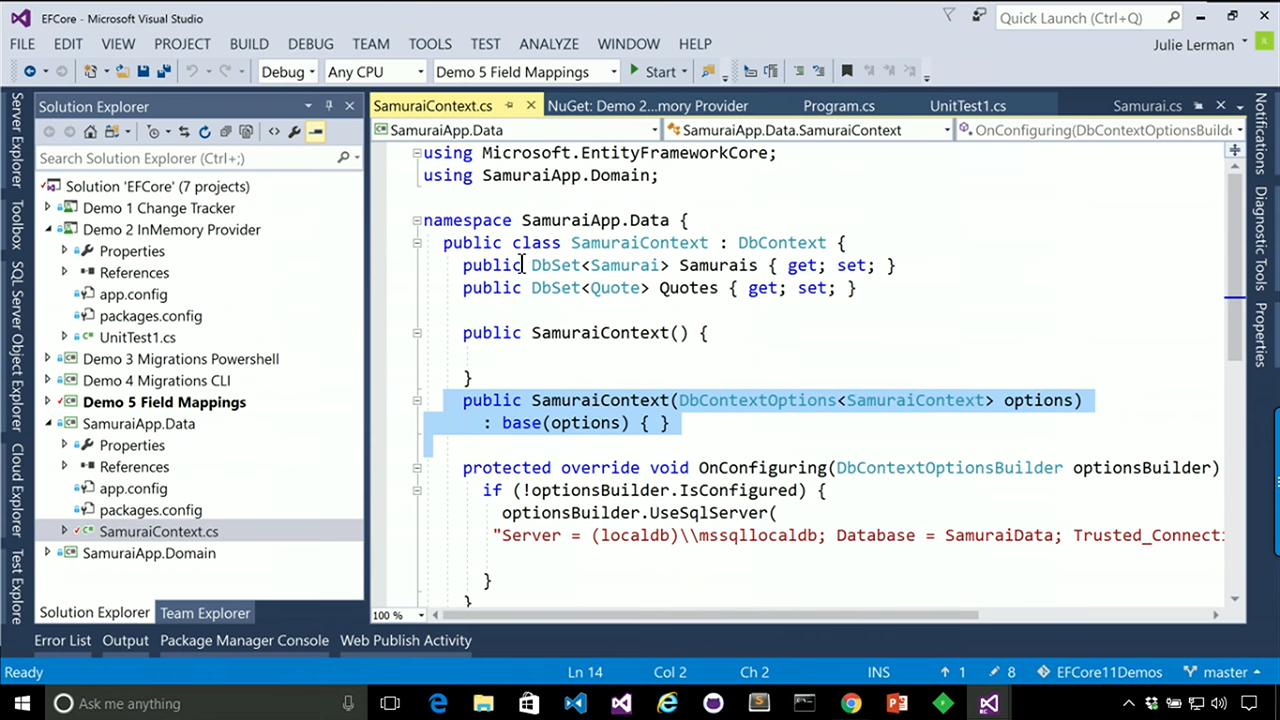 EFCore - Microsoft Visual Studio
Quick Launch (Ctrl+Q)
FILE EDIT VIEW PROJECT BUILD DEBUG TEAM TOOLS TEST ANALYZE WINDOW HELP
Julie Lerman
Debug Any CPU Demo 5 Field Mappings Start
Server Explorer
Toolbox
SQL Server Object Explorer
Cloud Explorer
Test Explorer
Solution Explorer
Search Solution Explorer (Ctrl+;)
Solution 'EFCore' (7 projects)
Demo 1 Change Tracker
Demo 2 InMemory Provider
Properties
References
app.config
packages.config
UnitTest1.cs
Demo 3 Migrations Powershell
Demo 4 Migrations CLI
Demo 5 Field Mappings
SamuraiApp.Data
Properties
References
app.config
packages.config
SamuraiContext.cs
SamuraiApp.Domain
Solution Explorer Team Explorer
SamuraiContext.cs NuGet: Demo 2...mory Provider Program.cs UnitTest1.cs Samurai.cs
SamuraiApp.Data SamuraiApp.Data.SamuraiContext OnConfiguring(DbContextOptionsBuilde
using Microsoft.EntityFrameworkCore;
using SamuraiApp.Domain;
namespace SamuraiApp.Data {
public class SamuraiContext : DbContext {
public DbSet<Samurai> Samurais { get; set; }
public DbSet<Quote> Quotes { get; set; }
public SamuraiContext() {
}
public SamuraiContext(DbContextOptions<SamuraiContext> options)
: base(options) { }
protected override void OnConfiguring(DbContextOptionsBuilder optionsBuilder)
if (!optionsBuilder.IsConfigured) {
optionsBuilder.UseSqlServer(
"Server = (localdb)\\mssqllocaldb; Database = SamuraiData; Trusted_Connecti
}
}
100 %
Notifications
Diagnostic Tools
Properties
Error List Output Package Manager Console Web Publish Activity
Ready Ln 14 Col 2 Ch 2 INS 1 8 EFCore11Demos master
Ask me anything